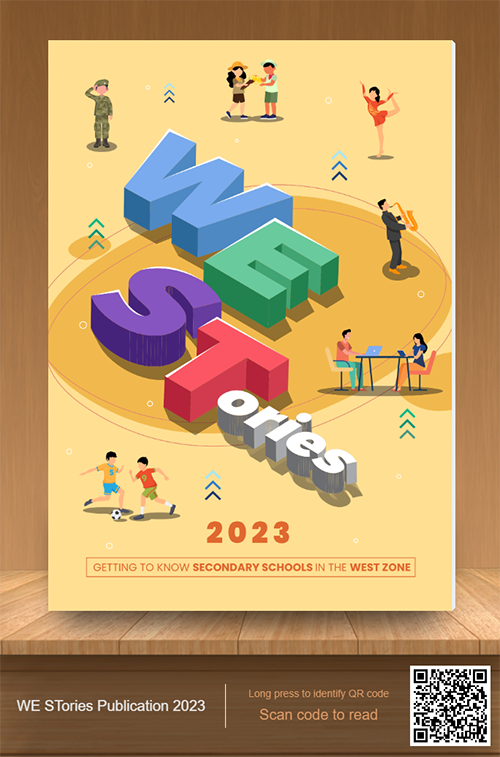 WE
ST
ories
2023
GETTING TO KNOW SECONDARY SCHOOLS IN THE WEST ZONE
WE STories Publication 2023
Long press to identify QR code
Scan code to read